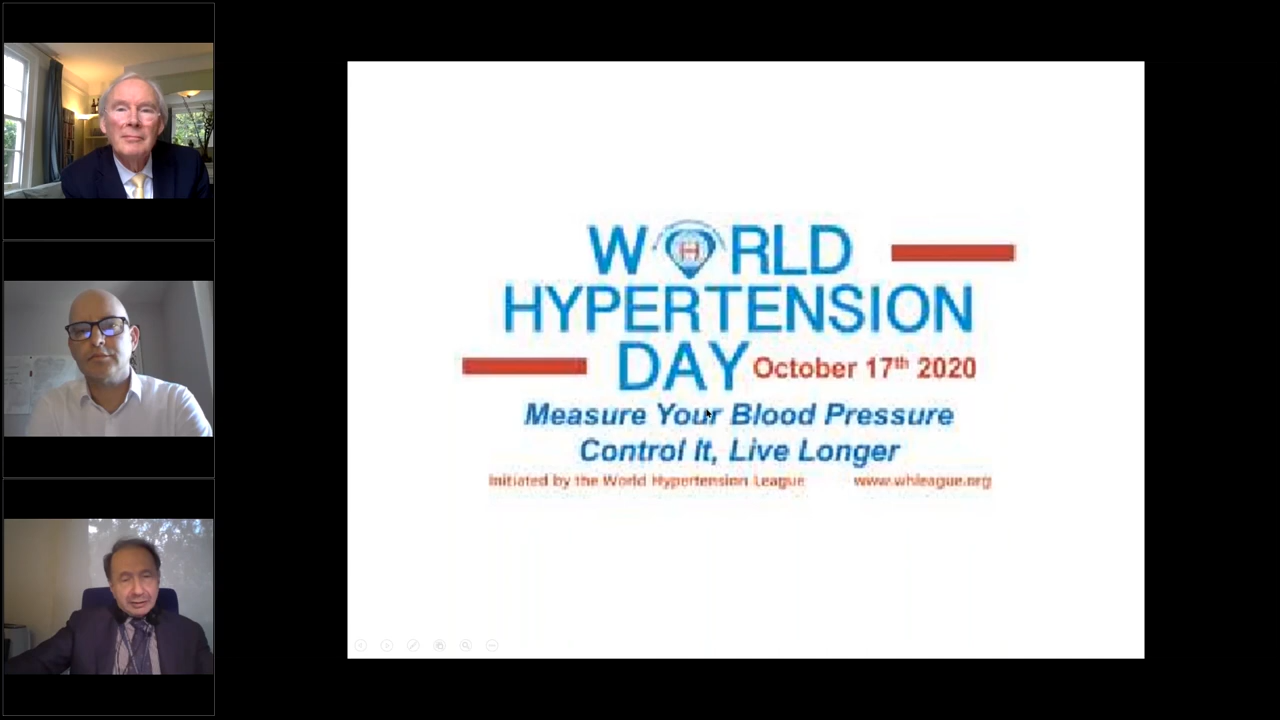 WORLD
HYPERTENSION
DAY October 17th 2020
Measure Your Blood Pressure
Control It, Live Longer
Initiated by the World Hypertension League www.whleague.org